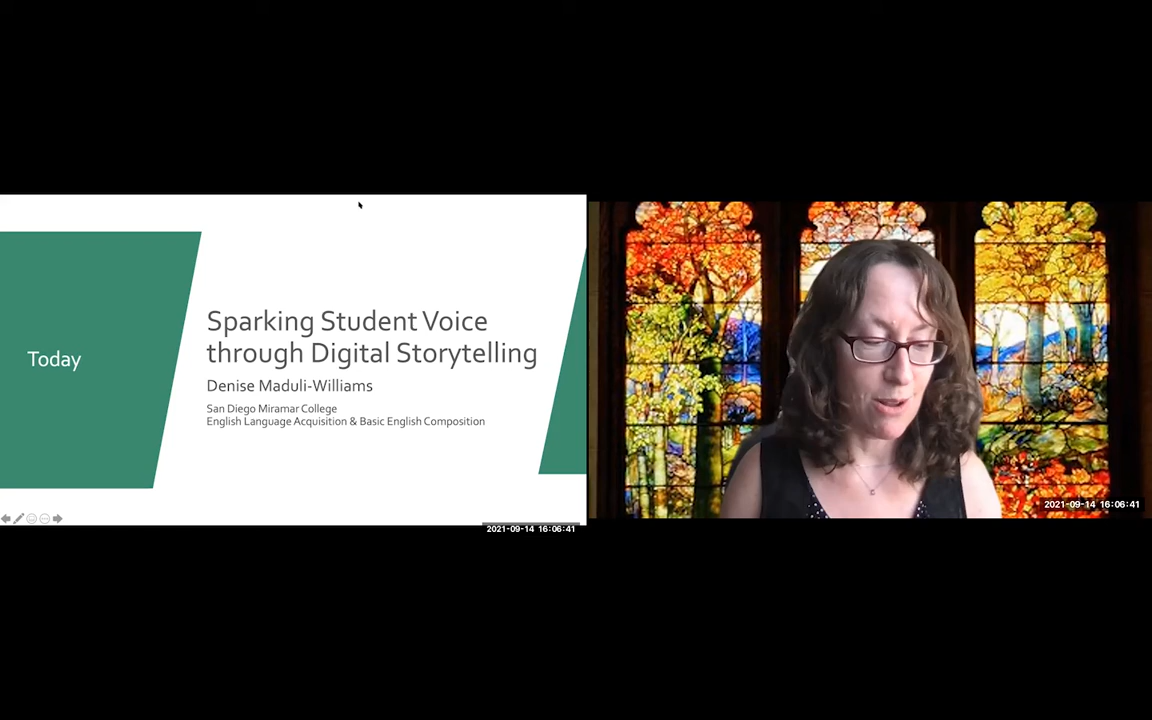 Today
Sparking Student Voice
through Digital Storytelling
Denise Maduli-Williams
San Diego Miramar College
English Language Acquisition & Basic English Composition
2021-09-14 16:06:41
2021-09-14 16:06:41